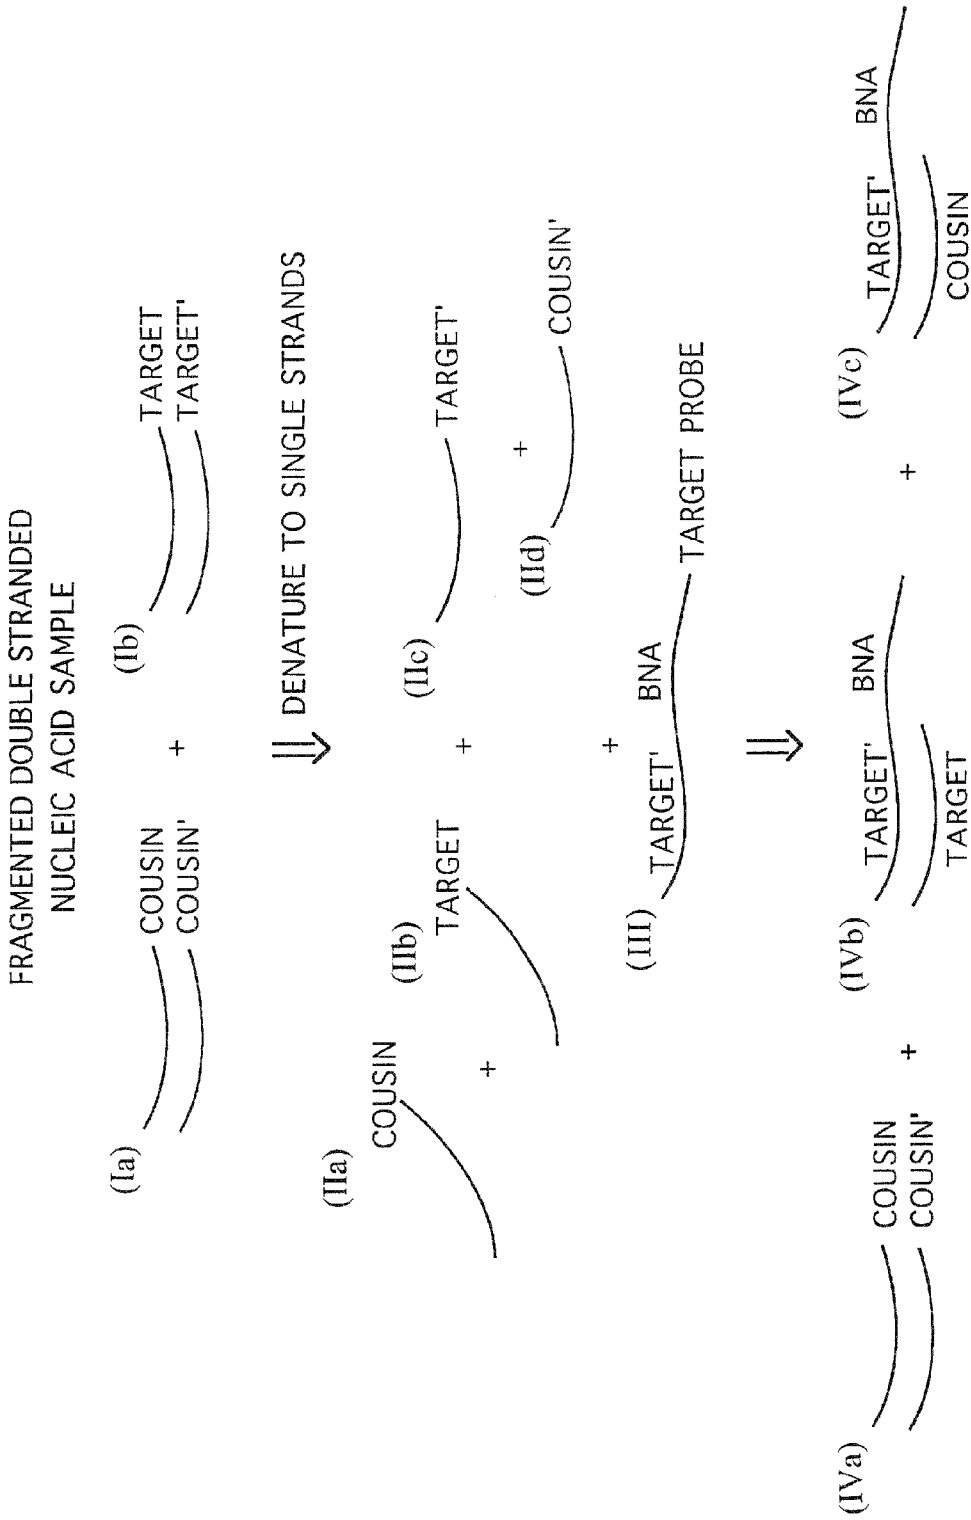 FRAGMENTED DOUBLE STRANDED
NUCLEIC ACID SAMPLE
(Ia)
COUSIN
COUSIN'
+
(Ib)
TARGET
TARGET'
DENATURE TO SINGLE STRANDS
(IIa)
COUSIN
+
(IIb)
TARGET
+
(IIc)
TARGET'
+
(IId)
COUSIN'
+
(III)
TARGET' BNA
TARGET PROBE
(IVa)
COUSIN
COUSIN'
+
(IVb)
TARGET' BNA
TARGET
+
(IVc)
TARGET' BNA
COUSIN